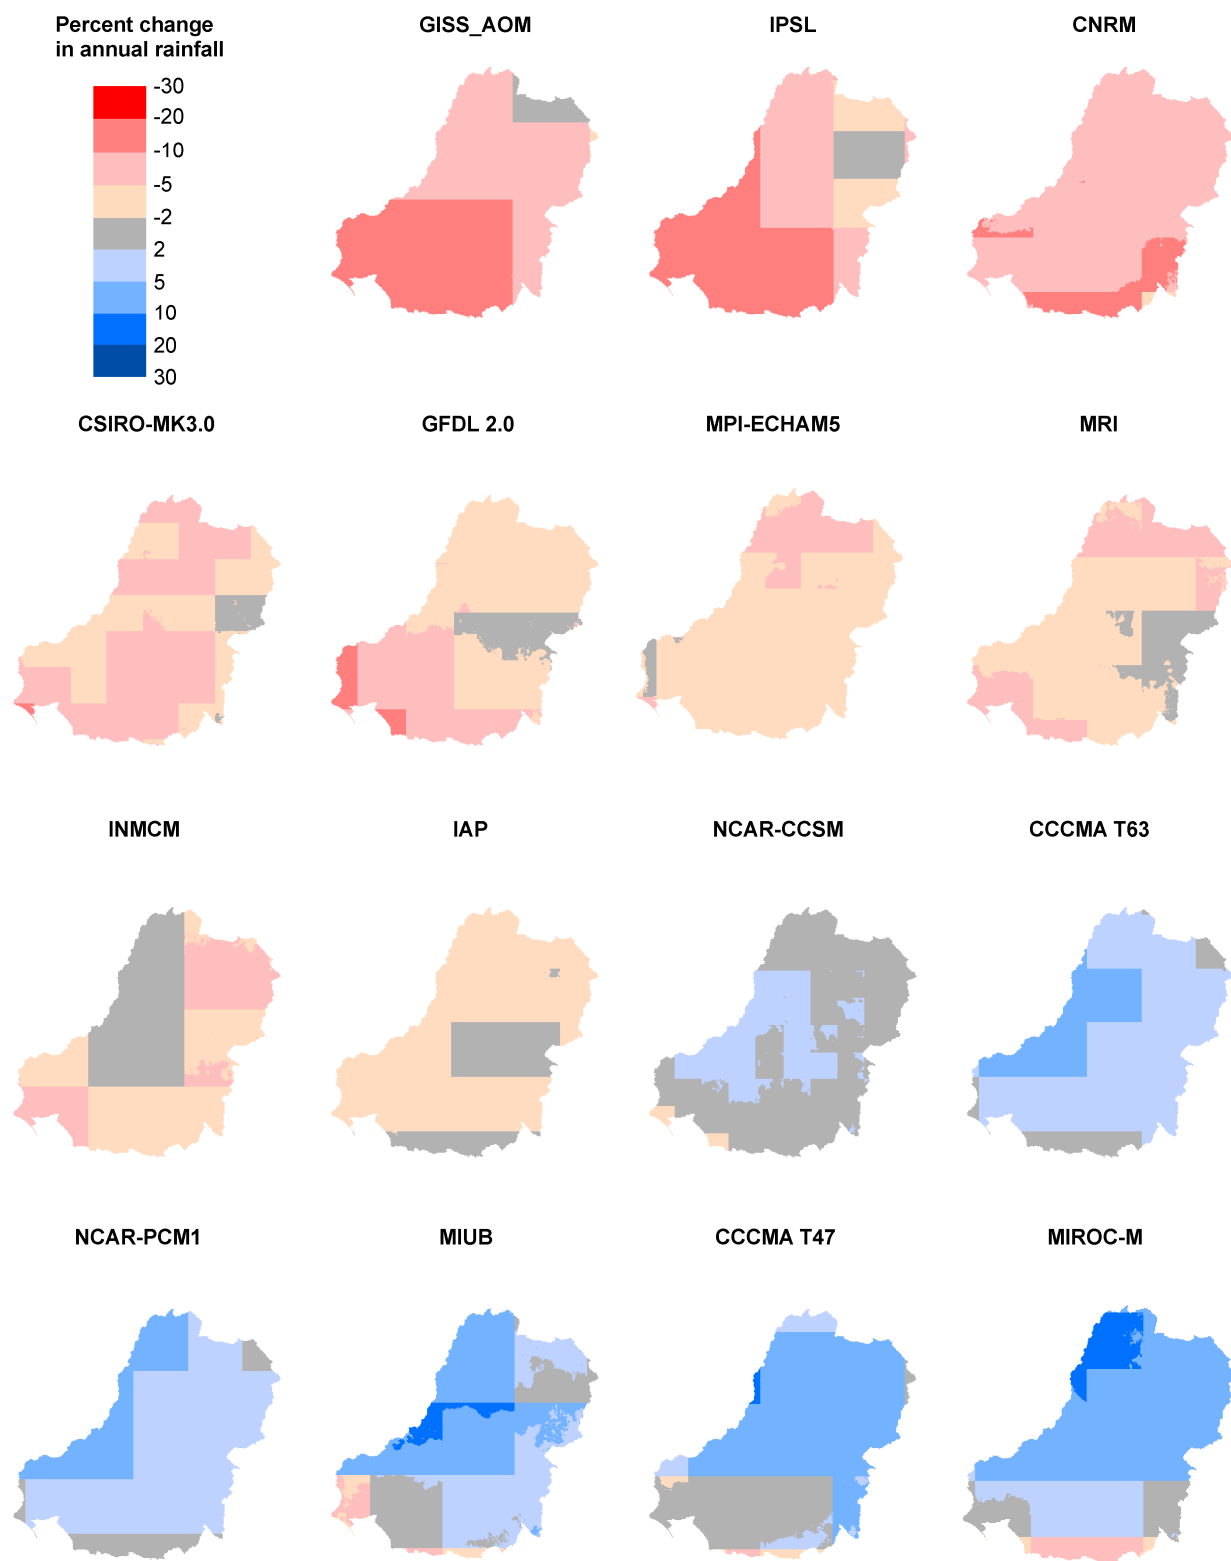 Percent change
in annual rainfall
-30
-20
-10
-5
-2
2
5
10
20
30
GISS_AOM
IPSL
CNRM
CSIRO-MK3.0
GFDL 2.0
MPI-ECHAM5
MRI
INMCM
IAP
NCAR-CCSM
CCCMA T63
NCAR-PCM1
MIUB
CCCMA T47
MIROC-M